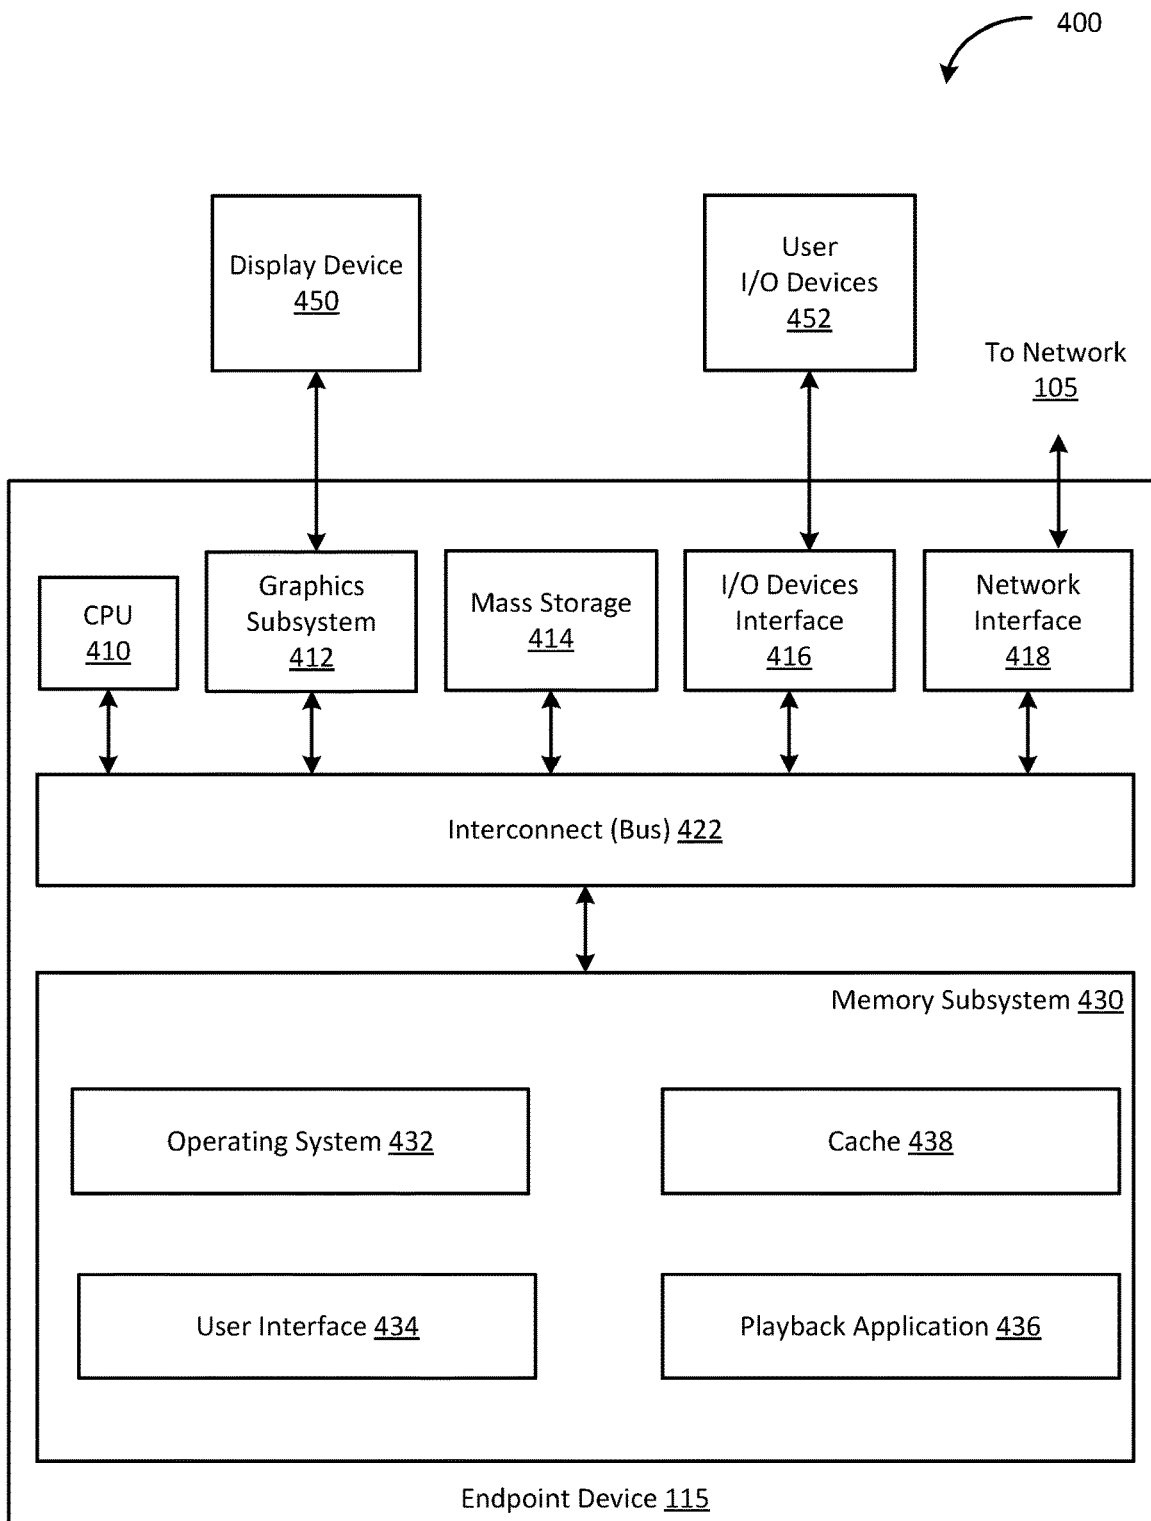 400
Display Device
450
User
I/O Devices
452
To Network
105
CPU
410
Graphics
Subsystem
412
Mass Storage
414
I/O Devices
Interface
416
Network
Interface
418
Interconnect (Bus) 422
Memory Subsystem 430
Operating System 432
Cache 438
User Interface 434
Playback Application 436
Endpoint Device 115